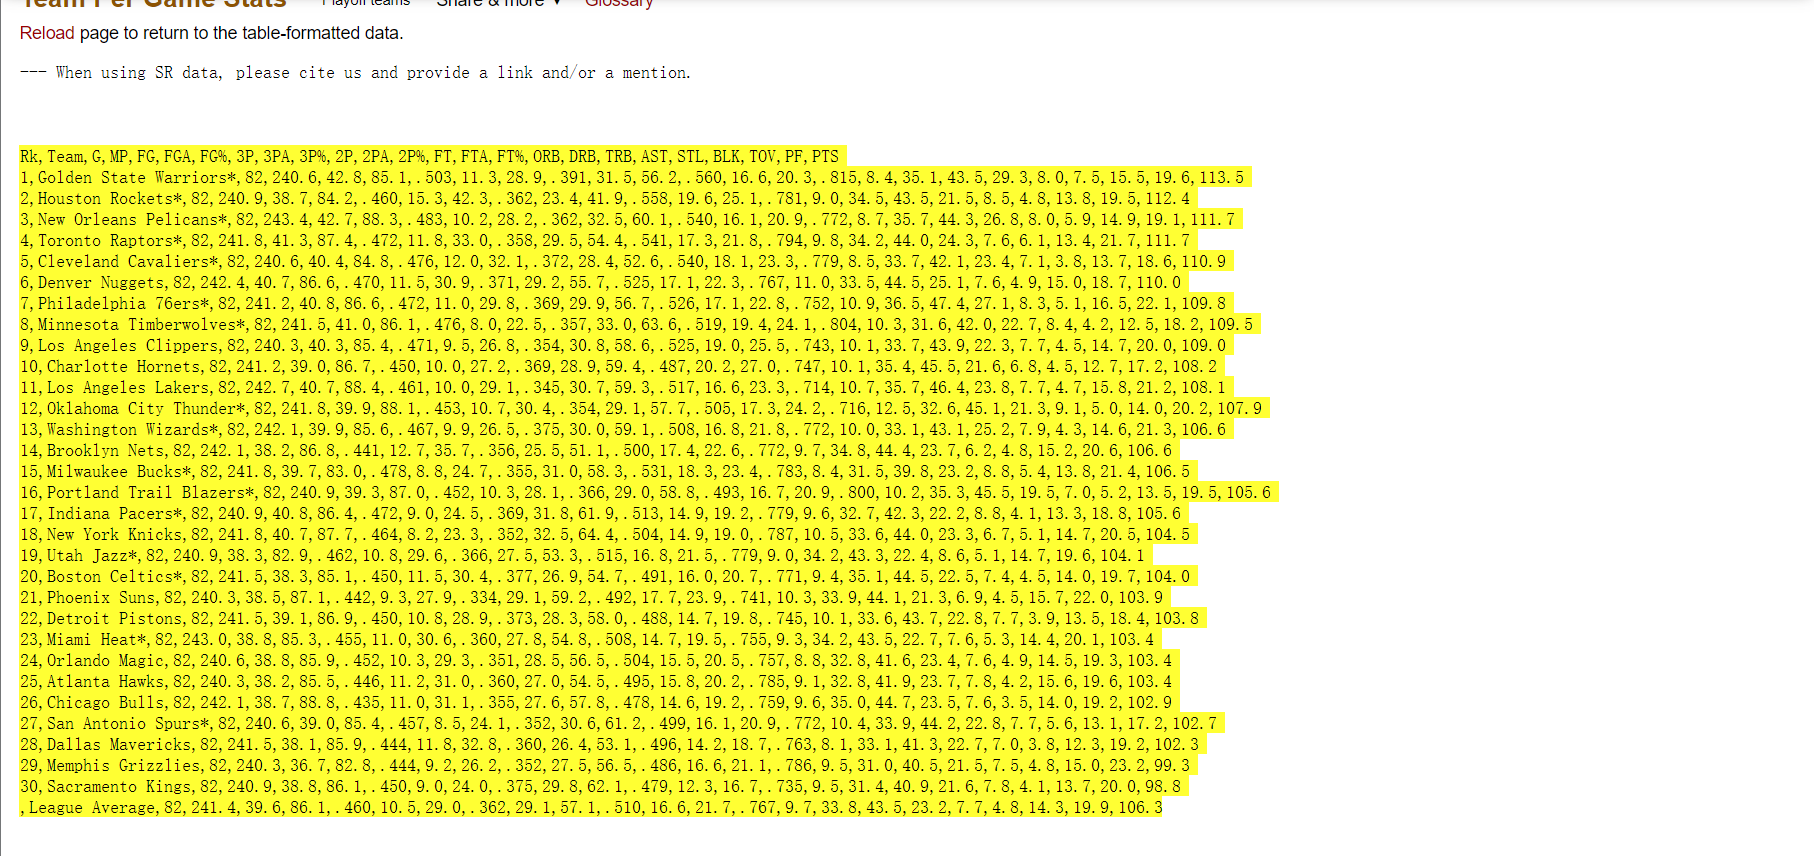 Team Per Game Stats Playoff teams Share & more ▼ Glossary
Reload page to return to the table-formatted data.
--- When using SR data, please cite us and provide a link and/or a mention.
Rk,Team,G,MP,FG,FGA,FG%,3P,3PA,3P%,2P,2PA,2P%,FT,FTA,FT%,ORB,DRB,TRB,AST,STL,BLK,TOV,PF,PTS
1,Golden State Warriors*,82,240.6,42.8,85.1,.503,11.3,28.9,.391,31.5,56.2,.560,16.6,20.3,.815,8.4,35.1,43.5,29.3,8.0,7.5,15.5,19.6,113.5
2,Houston Rockets*,82,240.9,38.7,84.2,.460,15.3,42.3,.362,23.4,41.9,.558,19.6,25.1,.781,9.0,34.5,43.5,21.5,8.5,4.8,13.8,19.5,112.4
3,New Orleans Pelicans*,82,243.4,42.7,88.3,.483,10.2,28.2,.362,32.5,60.1,.540,16.1,20.9,.772,8.7,35.7,44.3,26.8,8.0,5.9,14.9,19.1,111.7
4,Toronto Raptors*,82,241.8,41.3,87.4,.472,11.8,33.0,.358,29.5,54.4,.541,17.3,21.8,.794,9.8,34.2,44.0,24.3,7.6,6.1,13.4,21.7,111.7
5,Cleveland Cavaliers*,82,240.6,40.4,84.8,.476,12.0,32.1,.372,28.4,52.6,.540,18.1,23.3,.779,8.5,33.7,42.1,23.4,7.1,3.8,13.7,18.6,110.9
6,Denver Nuggets,82,242.4,40.7,86.6,.470,11.5,30.9,.371,29.2,55.7,.525,17.1,22.3,.767,11.0,33.5,44.5,25.1,7.6,4.9,15.0,18.7,110.0
7,Philadelphia 76ers*,82,241.2,40.8,86.6,.472,11.0,29.8,.369,29.9,56.7,.526,17.1,22.8,.752,10.9,36.5,47.4,27.1,8.3,5.1,16.5,22.1,109.8
8,Minnesota Timberwolves*,82,241.5,41.0,86.1,.476,8.0,22.5,.357,33.0,63.6,.519,19.4,24.1,.804,10.3,31.6,42.0,22.7,8.4,4.2,12.5,18.2,109.5
9,Los Angeles Clippers,82,240.3,40.3,85.4,.471,9.5,26.8,.354,30.8,58.6,.525,19.0,25.5,.743,10.1,33.7,43.9,22.3,7.7,4.5,14.7,20.0,109.0
10,Charlotte Hornets,82,241.2,39.0,86.7,.450,10.0,27.2,.369,28.9,59.4,.487,20.2,27.0,.747,10.1,35.4,45.5,21.6,6.8,4.5,12.7,17.2,108.2
11,Los Angeles Lakers,82,242.7,40.7,88.4,.461,10.0,29.1,.345,30.7,59.3,.517,16.6,23.3,.714,10.7,35.7,46.4,23.8,7.7,4.7,15.8,21.2,108.1
12,Oklahoma City Thunder*,82,241.8,39.9,88.1,.453,10.7,30.4,.354,29.1,57.7,.505,17.3,24.2,.716,12.5,32.6,45.1,21.3,9.1,5.0,14.0,20.2,107.9
13,Washington Wizards*,82,242.1,39.9,85.6,.467,9.9,26.5,.375,30.0,59.1,.508,16.8,21.8,.772,10.0,33.1,43.1,25.2,7.9,4.3,14.6,21.3,106.6
14,Brooklyn Nets,82,242.1,38.2,86.8,.441,12.7,35.7,.356,25.5,51.1,.500,17.4,22.6,.772,9.7,34.8,44.4,23.7,6.2,4.8,15.2,20.6,106.6
15,Milwaukee Bucks*,82,241.8,39.7,83.0,.478,8.8,24.7,.355,31.0,58.3,.531,18.3,23.4,.783,8.4,31.5,39.8,23.2,8.8,5.4,13.8,21.4,106.5
16,Portland Trail Blazers*,82,240.9,39.3,87.0,.452,10.3,28.1,.366,29.0,58.8,.493,16.7,20.9,.800,10.2,35.3,45.5,19.5,7.0,5.2,13.5,19.5,105.6
17,Indiana Pacers*,82,240.9,40.8,86.4,.472,9.0,24.5,.369,31.8,61.9,.513,14.9,19.2,.779,9.6,32.7,42.3,22.2,8.8,4.1,13.3,18.8,105.6
18,New York Knicks,82,241.8,40.7,87.7,.464,8.2,23.3,.352,32.5,64.4,.504,14.9,19.0,.787,10.5,33.6,44.0,23.3,6.7,5.1,14.7,20.5,104.5
19,Utah Jazz*,82,240.9,38.3,82.9,.462,10.8,29.6,.366,27.5,53.3,.515,16.8,21.5,.779,9.0,34.2,43.3,22.4,8.6,5.1,14.7,19.6,104.1
20,Boston Celtics*,82,241.5,38.3,85.1,.450,11.5,30.4,.377,26.9,54.7,.491,16.0,20.7,.771,9.4,35.1,44.5,22.5,7.4,4.5,14.0,19.7,104.0
21,Phoenix Suns,82,240.3,38.5,87.1,.442,9.3,27.9,.334,29.1,59.2,.492,17.7,23.9,.741,10.3,33.9,44.1,21.3,6.9,4.5,15.7,22.0,103.9
22,Detroit Pistons,82,241.5,39.1,86.9,.450,10.8,28.9,.373,28.3,58.0,.488,14.7,19.8,.745,10.1,33.6,43.7,22.8,7.7,3.9,13.5,18.4,103.8
23,Miami Heat*,82,243.0,38.8,85.3,.455,11.0,30.6,.360,27.8,54.8,.508,14.7,19.5,.755,9.3,34.2,43.5,22.7,7.6,5.3,14.4,20.1,103.4
24,Orlando Magic,82,240.6,38.8,85.9,.452,10.3,29.3,.351,28.5,56.5,.504,15.5,20.5,.757,8.8,32.8,41.6,23.4,7.6,4.9,14.5,19.3,103.4
25,Atlanta Hawks,82,240.3,38.2,85.5,.446,11.2,31.0,.360,27.0,54.5,.495,15.8,20.2,.785,9.1,32.8,41.9,23.7,7.8,4.2,15.6,19.6,103.4
26,Chicago Bulls,82,242.1,38.7,88.8,.435,11.0,31.1,.355,27.6,57.8,.478,14.6,19.2,.759,9.6,35.0,44.7,23.5,7.6,3.5,14.0,19.2,102.9
27,San Antonio Spurs*,82,240.6,39.0,85.4,.457,8.5,24.1,.352,30.6,61.2,.499,16.1,20.9,.772,10.4,33.9,44.2,22.8,7.7,5.6,13.1,17.2,102.7
28,Dallas Mavericks,82,241.5,38.1,85.9,.444,11.8,32.8,.360,26.4,53.1,.496,14.2,18.7,.763,8.1,33.1,41.3,22.7,7.0,3.8,12.3,19.2,102.3
29,Memphis Grizzlies,82,240.3,36.7,82.8,.444,9.2,26.2,.352,27.5,56.5,.486,16.6,21.1,.786,9.5,31.0,40.5,21.5,7.5,4.8,15.0,23.2,99.3
30,Sacramento Kings,82,240.9,38.8,86.1,.450,9.0,24.0,.375,29.8,62.1,.479,12.3,16.7,.735,9.5,31.4,40.9,21.6,7.8,4.1,13.7,20.0,98.8
,League Average,82,241.4,39.6,86.1,.460,10.5,29.0,.362,29.1,57.1,.510,16.6,21.7,.767,9.7,33.8,43.5,23.2,7.7,4.8,14.3,19.9,106.3